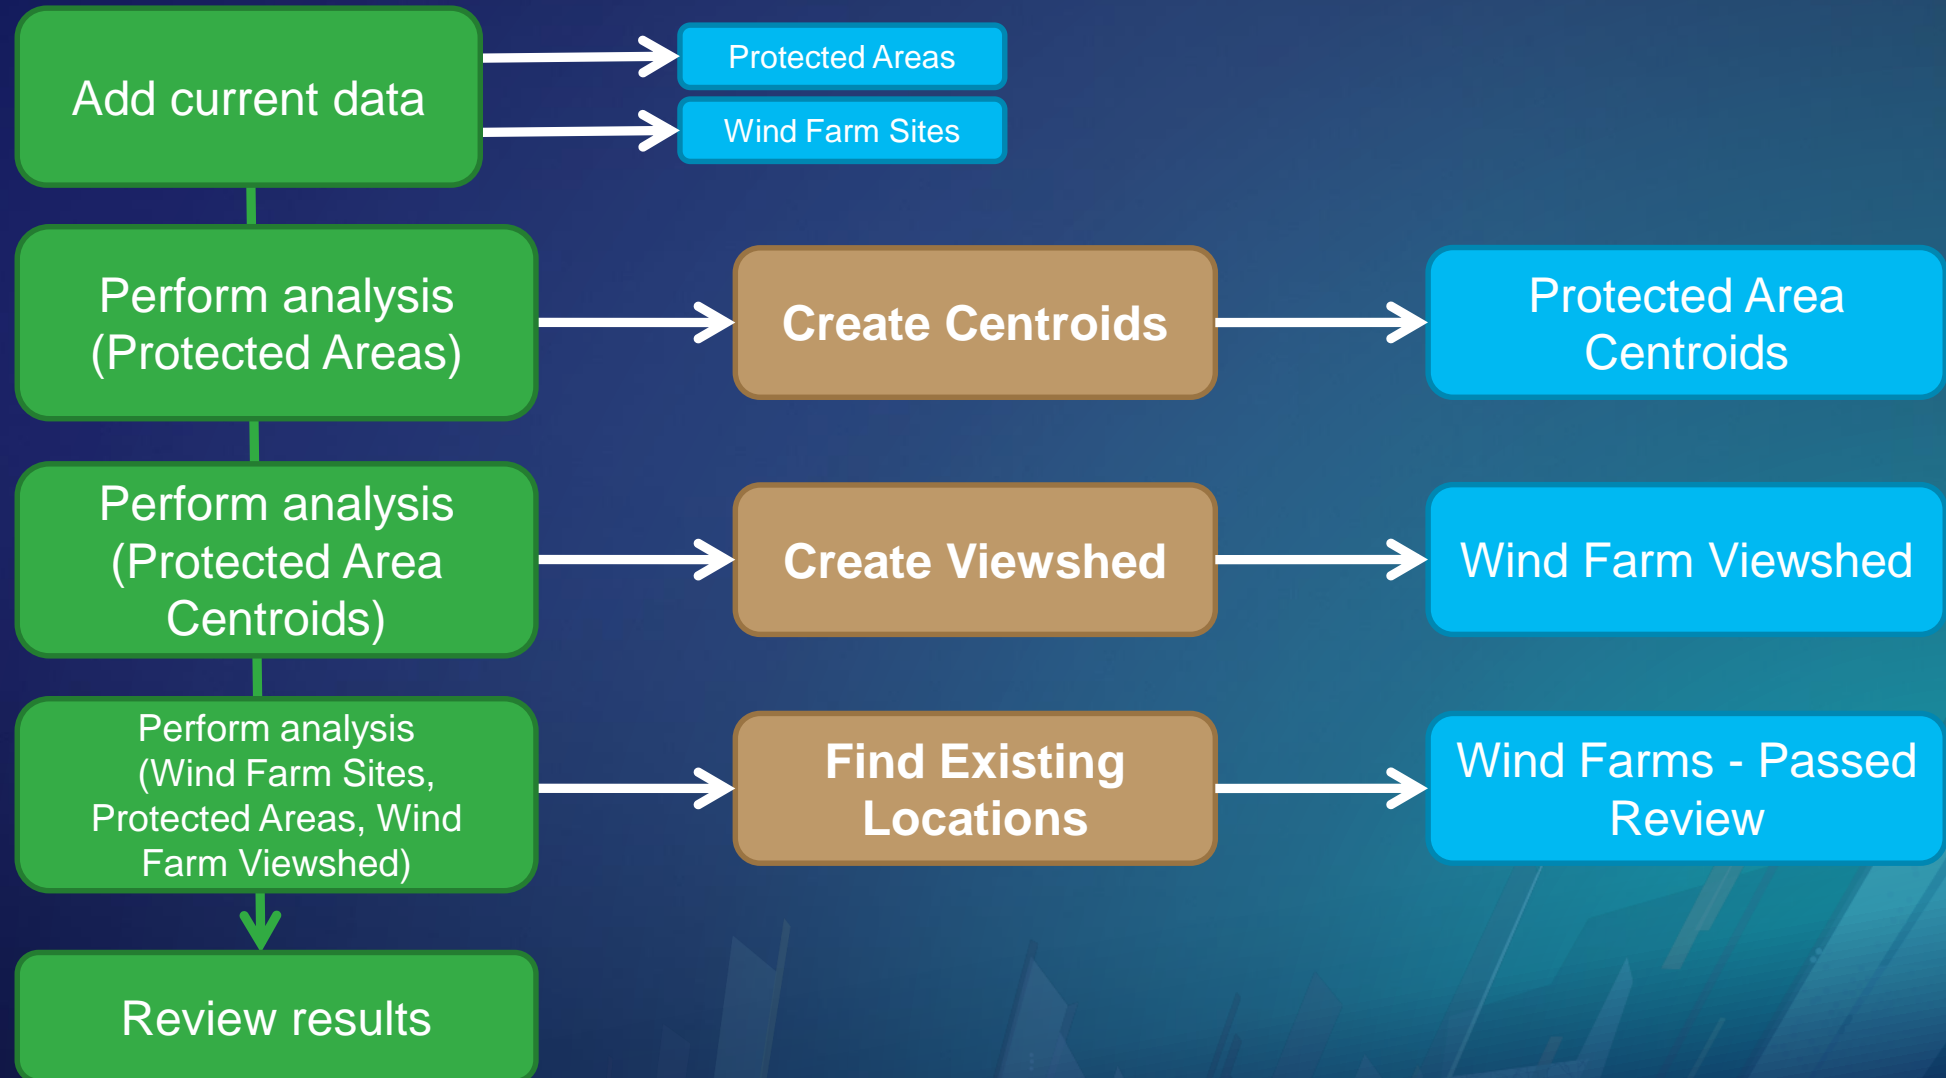 Add current data
Protected Areas
Wind Farm Sites
Perform analysis
(Protected Areas)
Create Centroids
Protected Area
Centroids
Perform analysis
(Protected Area
Centroids)
Create Viewshed
Wind Farm Viewshed
Perform analysis
(Wind Farm Sites,
Protected Areas, Wind
Farm Viewshed)
Find Existing
Locations
Wind Farms - Passed
Review
Review results